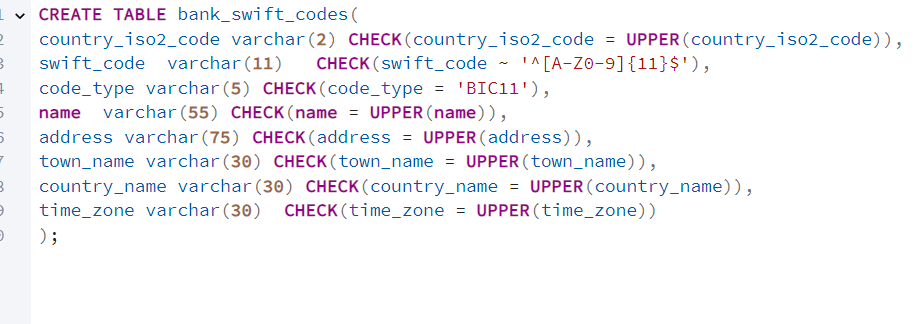 1 CREATE TABLE bank_swift_codes(
2 country_iso2_code varchar(2) CHECK(country_iso2_code = UPPER(country_iso2_code)),
3 swift_code  varchar(11)   CHECK(swift_code ~ '^[A-Z0-9]{11}$'),
4 code_type varchar(5) CHECK(code_type = 'BIC11'),
5 name  varchar(55) CHECK(name = UPPER(name)),
6 address varchar(75) CHECK(address = UPPER(address)),
7 town_name varchar(30) CHECK(town_name = UPPER(town_name)),
8 country_name varchar(30) CHECK(country_name = UPPER(country_name)),
9 time_zone varchar(30)  CHECK(time_zone = UPPER(time_zone))
0 );